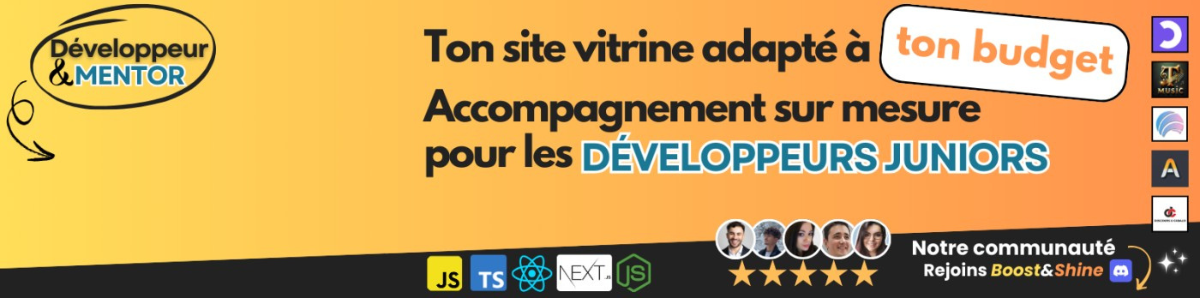 Développeur
&MENTOR
Ton site vitrine adapté à ton budget
Accompagnement sur mesure
pour les DÉVELOPPEURS JUNIORS
MUSIC
A
JS
TS
NEXT.JS
JS
Notre communauté
Rejoins Boost&Shine